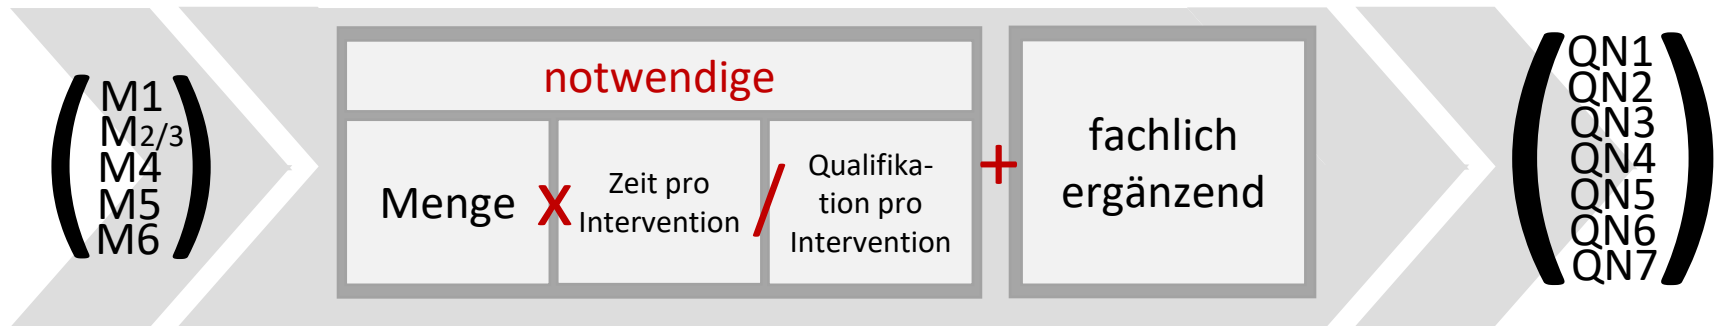 M1
M2/3
M4
M5
M6
notwendige
Menge
x
Zeit pro
Intervention
/
Qualifika-
tion pro
Intervention
+
fachlich
ergänzend
QN1
QN2
QN3
QN4
QN5
QN6
QN7